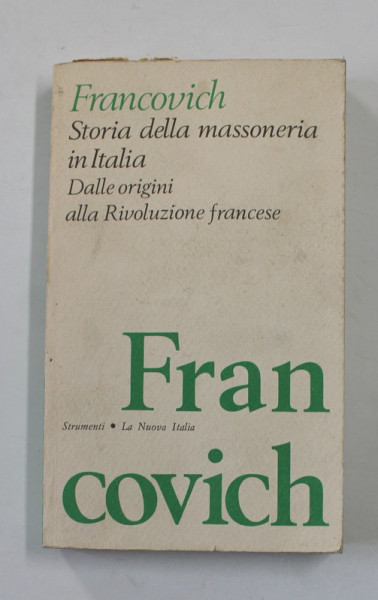 Francovich
Storia della massoneria
in Italia
Dalle origini
alla Rivoluzione francese
Fran
Strumenti • La Nuova Italia
covich